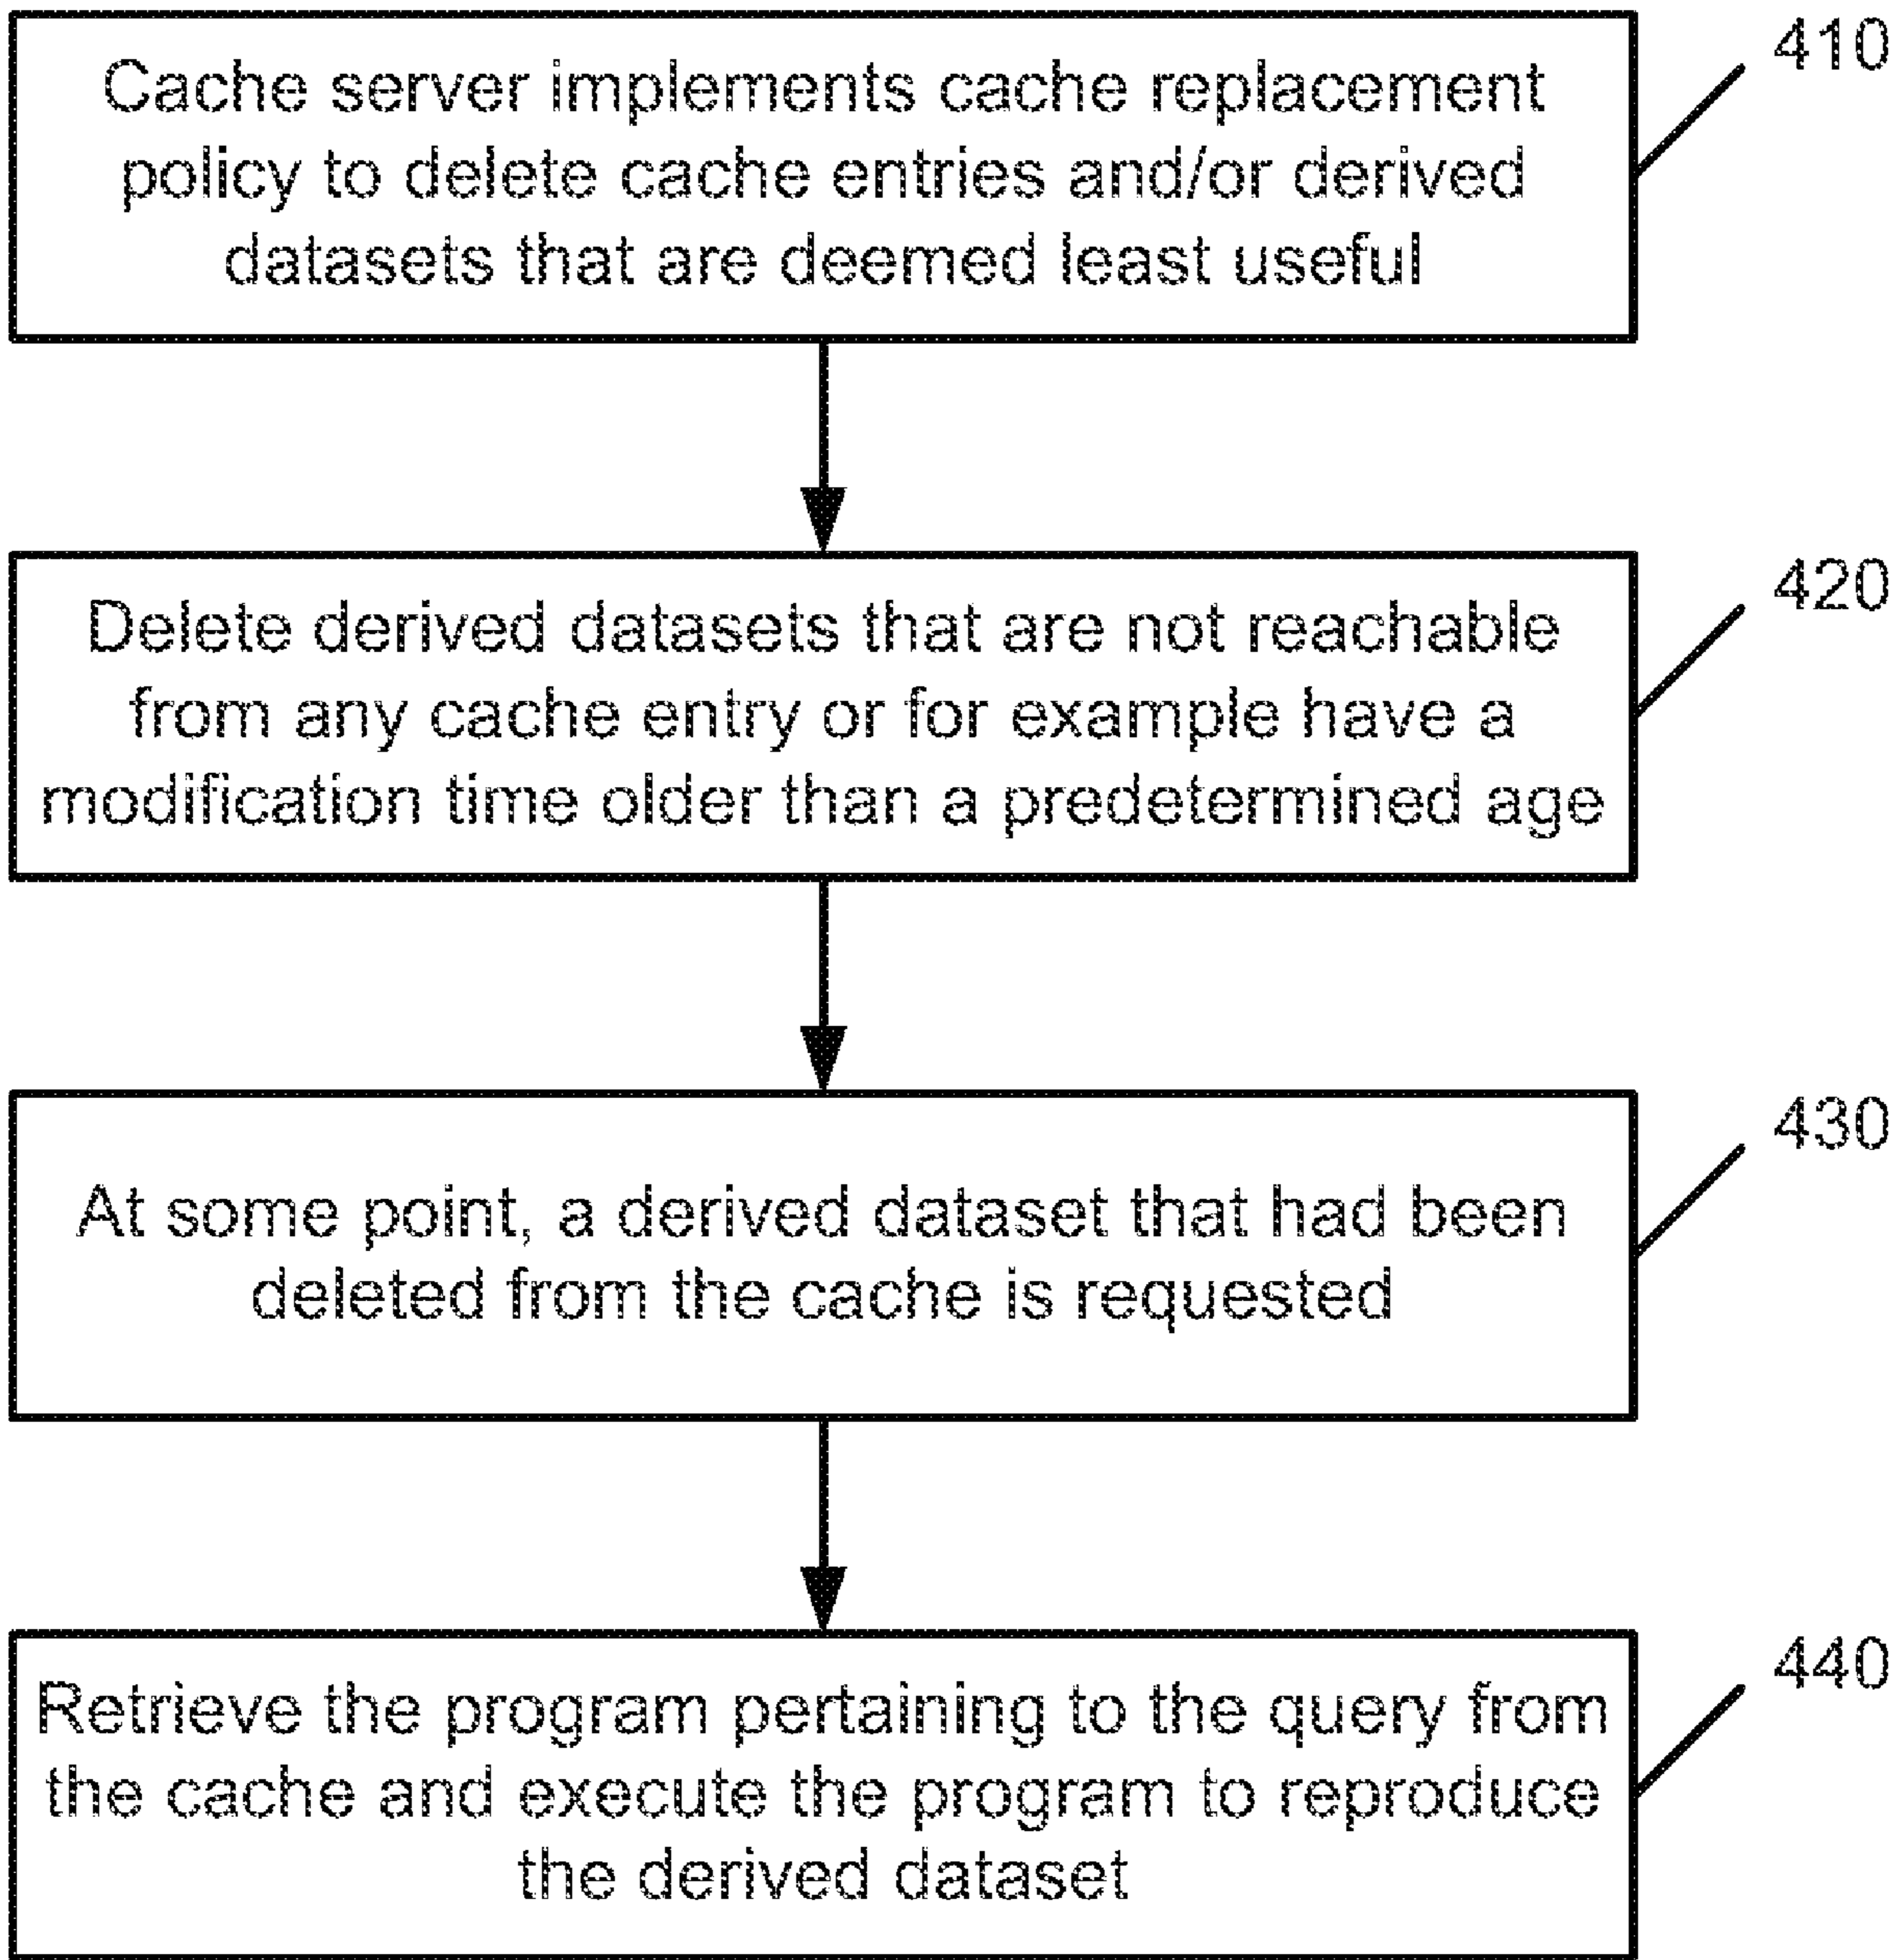 Cache server implements cache replacement
policy to delete cache entries and/or derived
datasets that are deemed least useful
410
Delete derived datasets that are not reachable
from any cache entry or for example have a
modification time older than a predetermined age
420
At some point, a derived dataset that had been
deleted from the cache is requested
430
Retrieve the program pertaining to the query from
the cache and execute the program to reproduce
the derived dataset
440